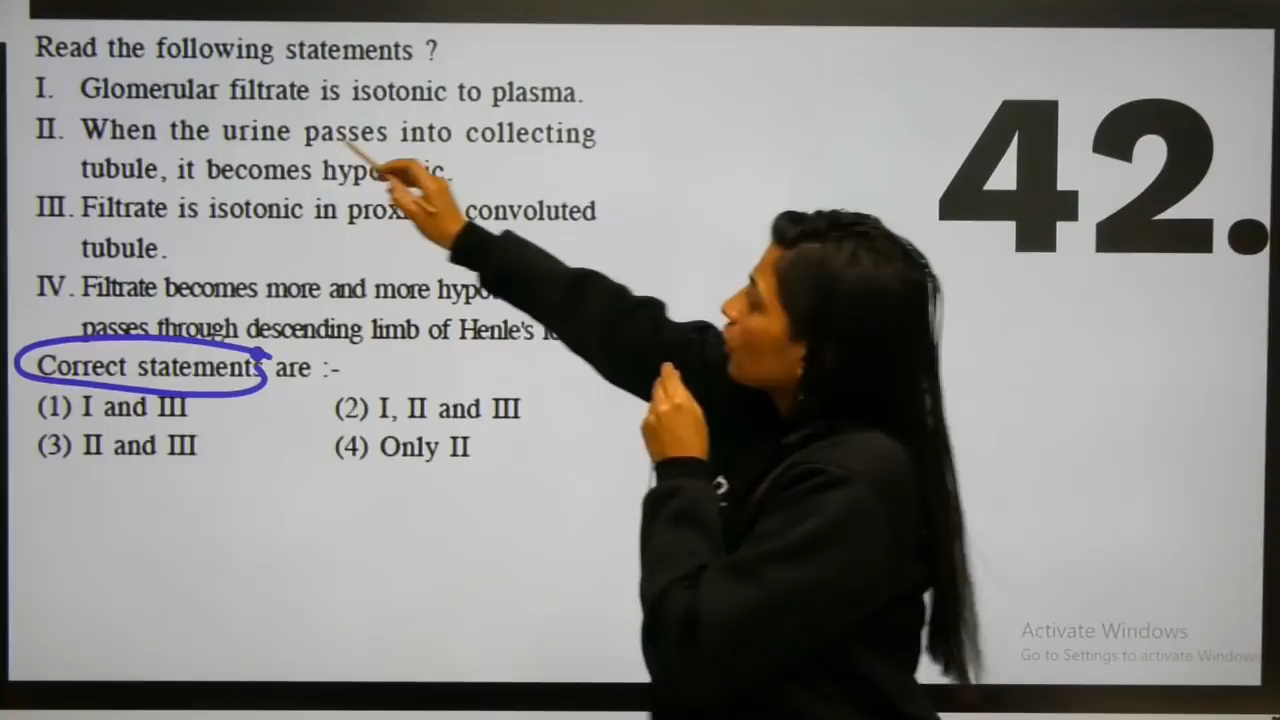 Read the following statements ?
I. Glomerular filtrate is isotonic to plasma.
II. When the urine passes into collecting
tubule, it becomes
III. Filtrate is isotonic in convoluted
tubule.
IV. Filtrate becomes more and more
passes through descending limb of Henle's
Correct statements are :-
(1) I and III (2) I, II and III
(3) II and III (4) Only II
42.
Activate Windows
Go to Settings to activate Windows